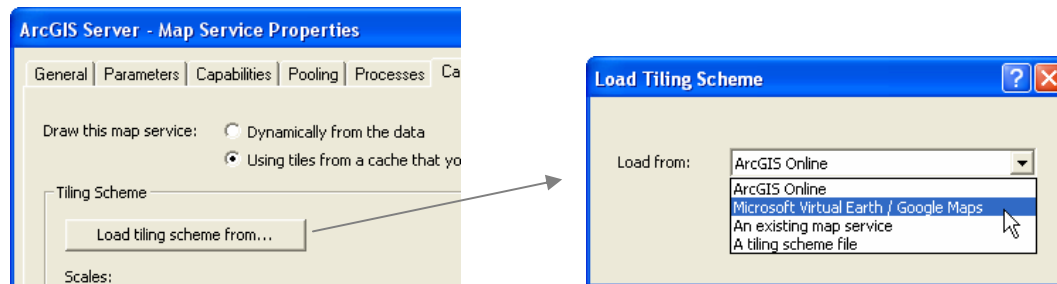 ArcGIS Server - Map Service Properties
General Parameters Capabilities Pooling Processes Ca
Draw this map service:
Dynamically from the data
Using tiles from a cache that yo
Tiling Scheme
Load tiling scheme from...
Scales:
Load Tiling Scheme
Load from:
ArcGIS Online
ArcGIS Online
Microsoft Virtual Earth / Google Maps
An existing map service
A tiling scheme file